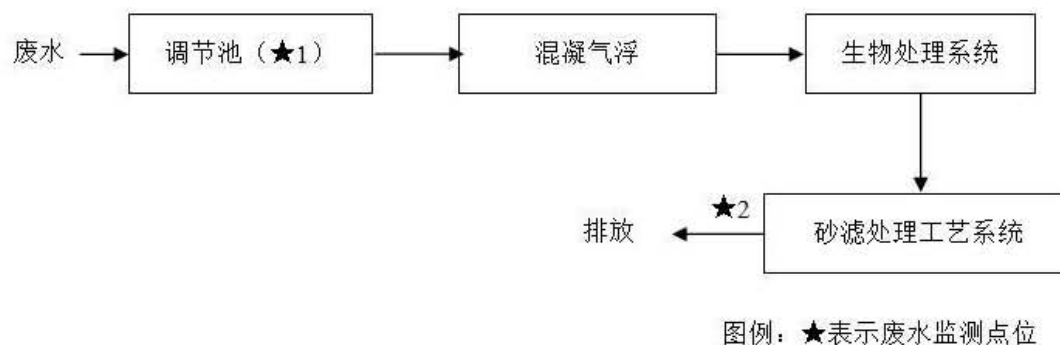 废水
调节池（★1）
混凝气浮
生物处理系统
砂滤处理工艺系统
★2
排放
图例：★表示废水监测点位